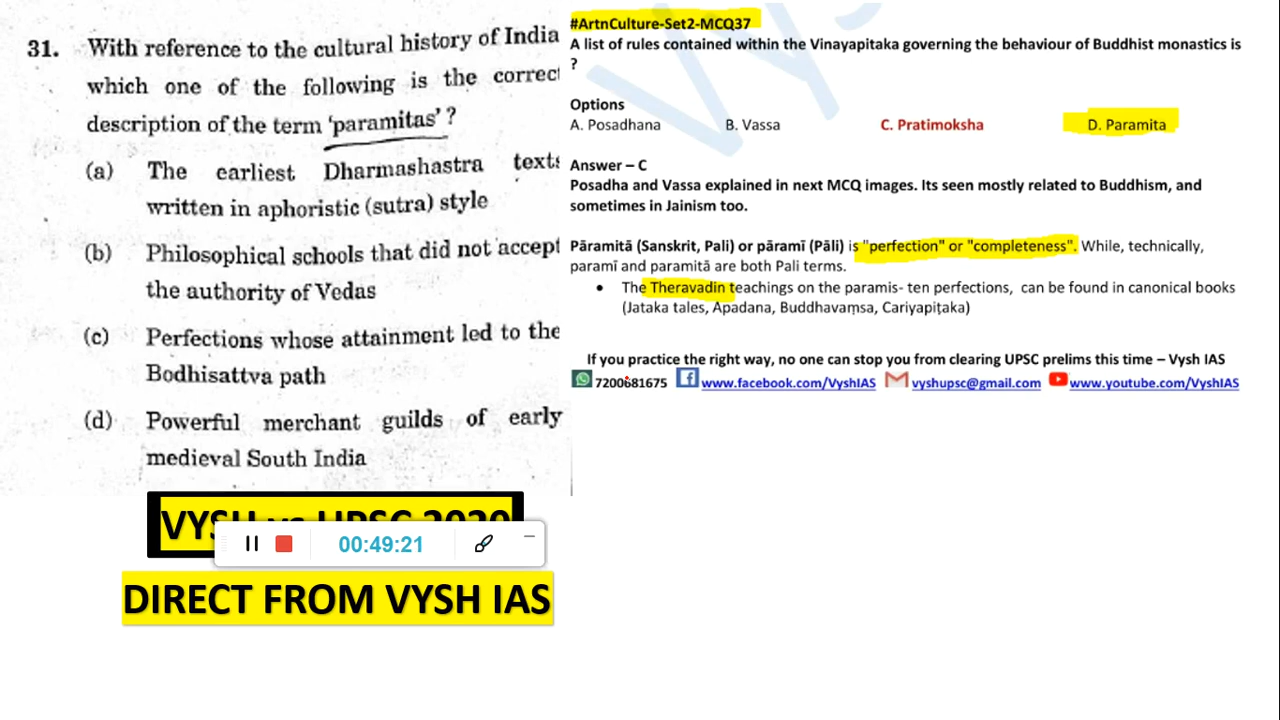 31. With reference to the cultural history of India
which one of the following is the correct
description of the term 'paramitas' ?
(a) The earliest Dharmashastra texts
written in aphoristic (sutra) style
(b) Philosophical schools that did not accept
the authority of Vedas
(c) Perfections whose attainment led to the
Bodhisattva path
(d) Powerful merchant guilds of early
medieval South India
VYSH vs UPSC 2020
00:49:21
DIRECT FROM VYSH IAS
#ArtnCulture-Set2-MCQ37
A list of rules contained within the Vinayapitaka governing the behaviour of Buddhist monastics is
?
Options
A. Posadhana B. Vassa C. Pratimoksha D. Paramita
Answer – C
Posadha and Vassa explained in next MCQ images. Its seen mostly related to Buddhism, and
sometimes in Jainism too.
Pāramitā (Sanskrit, Pali) or pāramī (Pāli) is "perfection" or "completeness". While, technically,
paramī and paramitā are both Pali terms.
• The Theravadin teachings on the paramis- ten perfections, can be found in canonical books
(Jataka tales, Apadana, Buddhavaṃsa, Cariyapiṭaka)
If you practice the right way, no one can stop you from clearing UPSC prelims this time – Vysh IAS
7200681675 www.facebook.com/VyshIAS vyshupsc@gmail.com www.youtube.com/VyshIAS